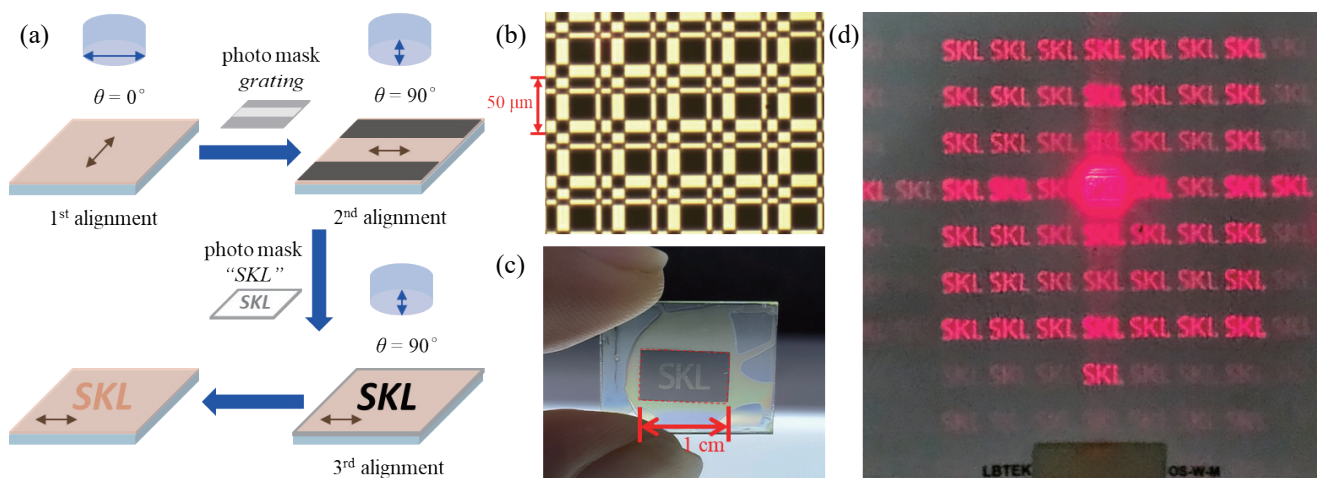 (a)
photo mask
grating
θ = 0°
θ = 90°
1st alignment
2nd alignment
photo mask
"SKL"
SKL
θ = 90°
SKL
SKL
3rd alignment
(b)
50 μm
(c)
SKL
1 cm
(d)
SKL SKL SKL SKL SKL SKL SKL
SKL SKL SKL SKL SKL SKL SKL
SKL SKL SKL SKL SKL SKL SKL
KL SKL SKL SKL SK KL SKL SKL SKL
SKL SKL SKL SKL SKL SKL SKL
SKL SKL SKL SKL SKL SKL SKL
SKL SKL SKL SKL SKL SKL SKL
SKL
LBTEK OS-W-M